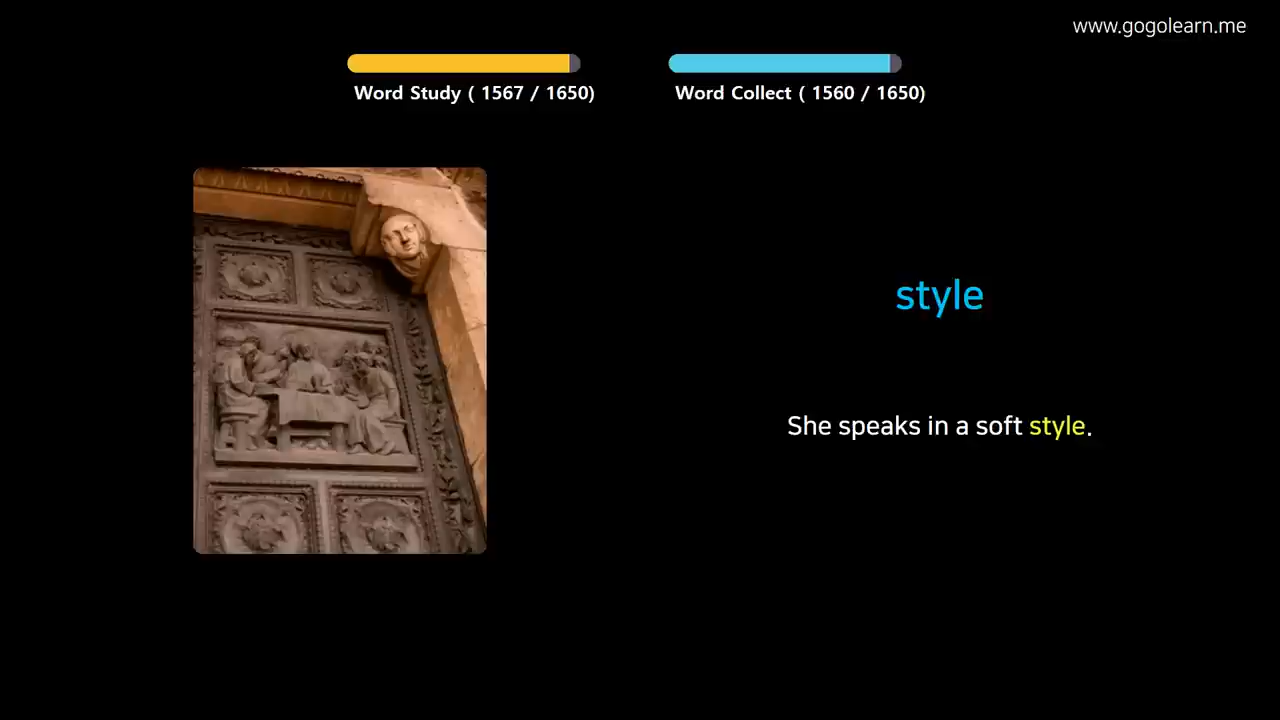 www.gogolearn.me
Word Study ( 1567 / 1650)
Word Collect ( 1560 / 1650)
style
She speaks in a soft style.